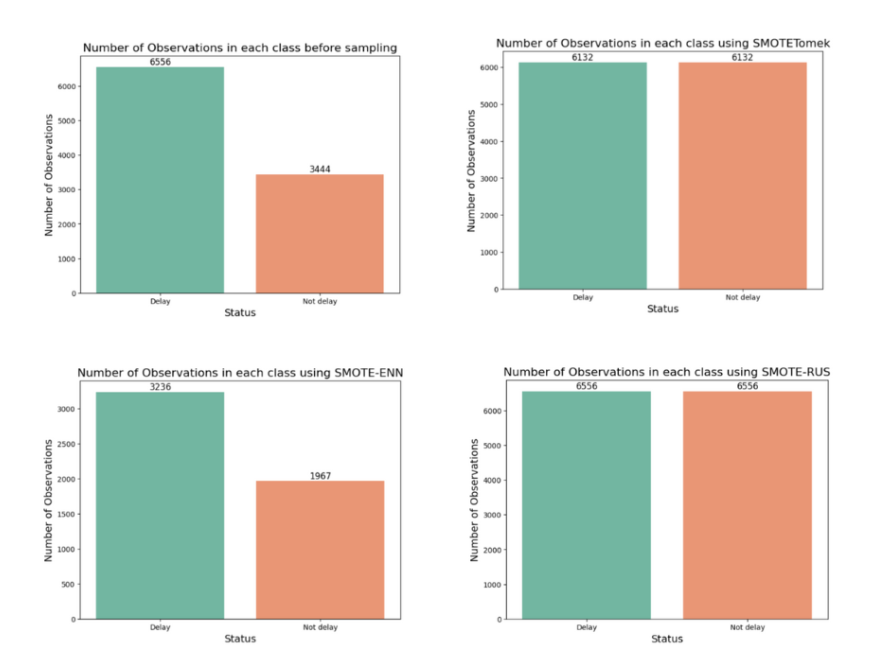 Number of Observations in each class before sampling
6556
3444
Number of Observations
6000
5000
4000
3000
2000
1000
0
Delay
Not delay
Status
Number of Observations in each class using SMOTETomek
6132
6132
Number of Observations
6000
5000
4000
3000
2000
1000
0
Delay
Not delay
Status
Number of Observations in each class using SMOTE-ENN
3236
1967
Number of Observations
3000
2500
2000
1500
1000
500
0
Delay
Not delay
Status
Number of Observations in each class using SMOTE-RUS
6556
6556
Number of Observations
6000
5000
4000
3000
2000
1000
0
Delay
Not delay
Status